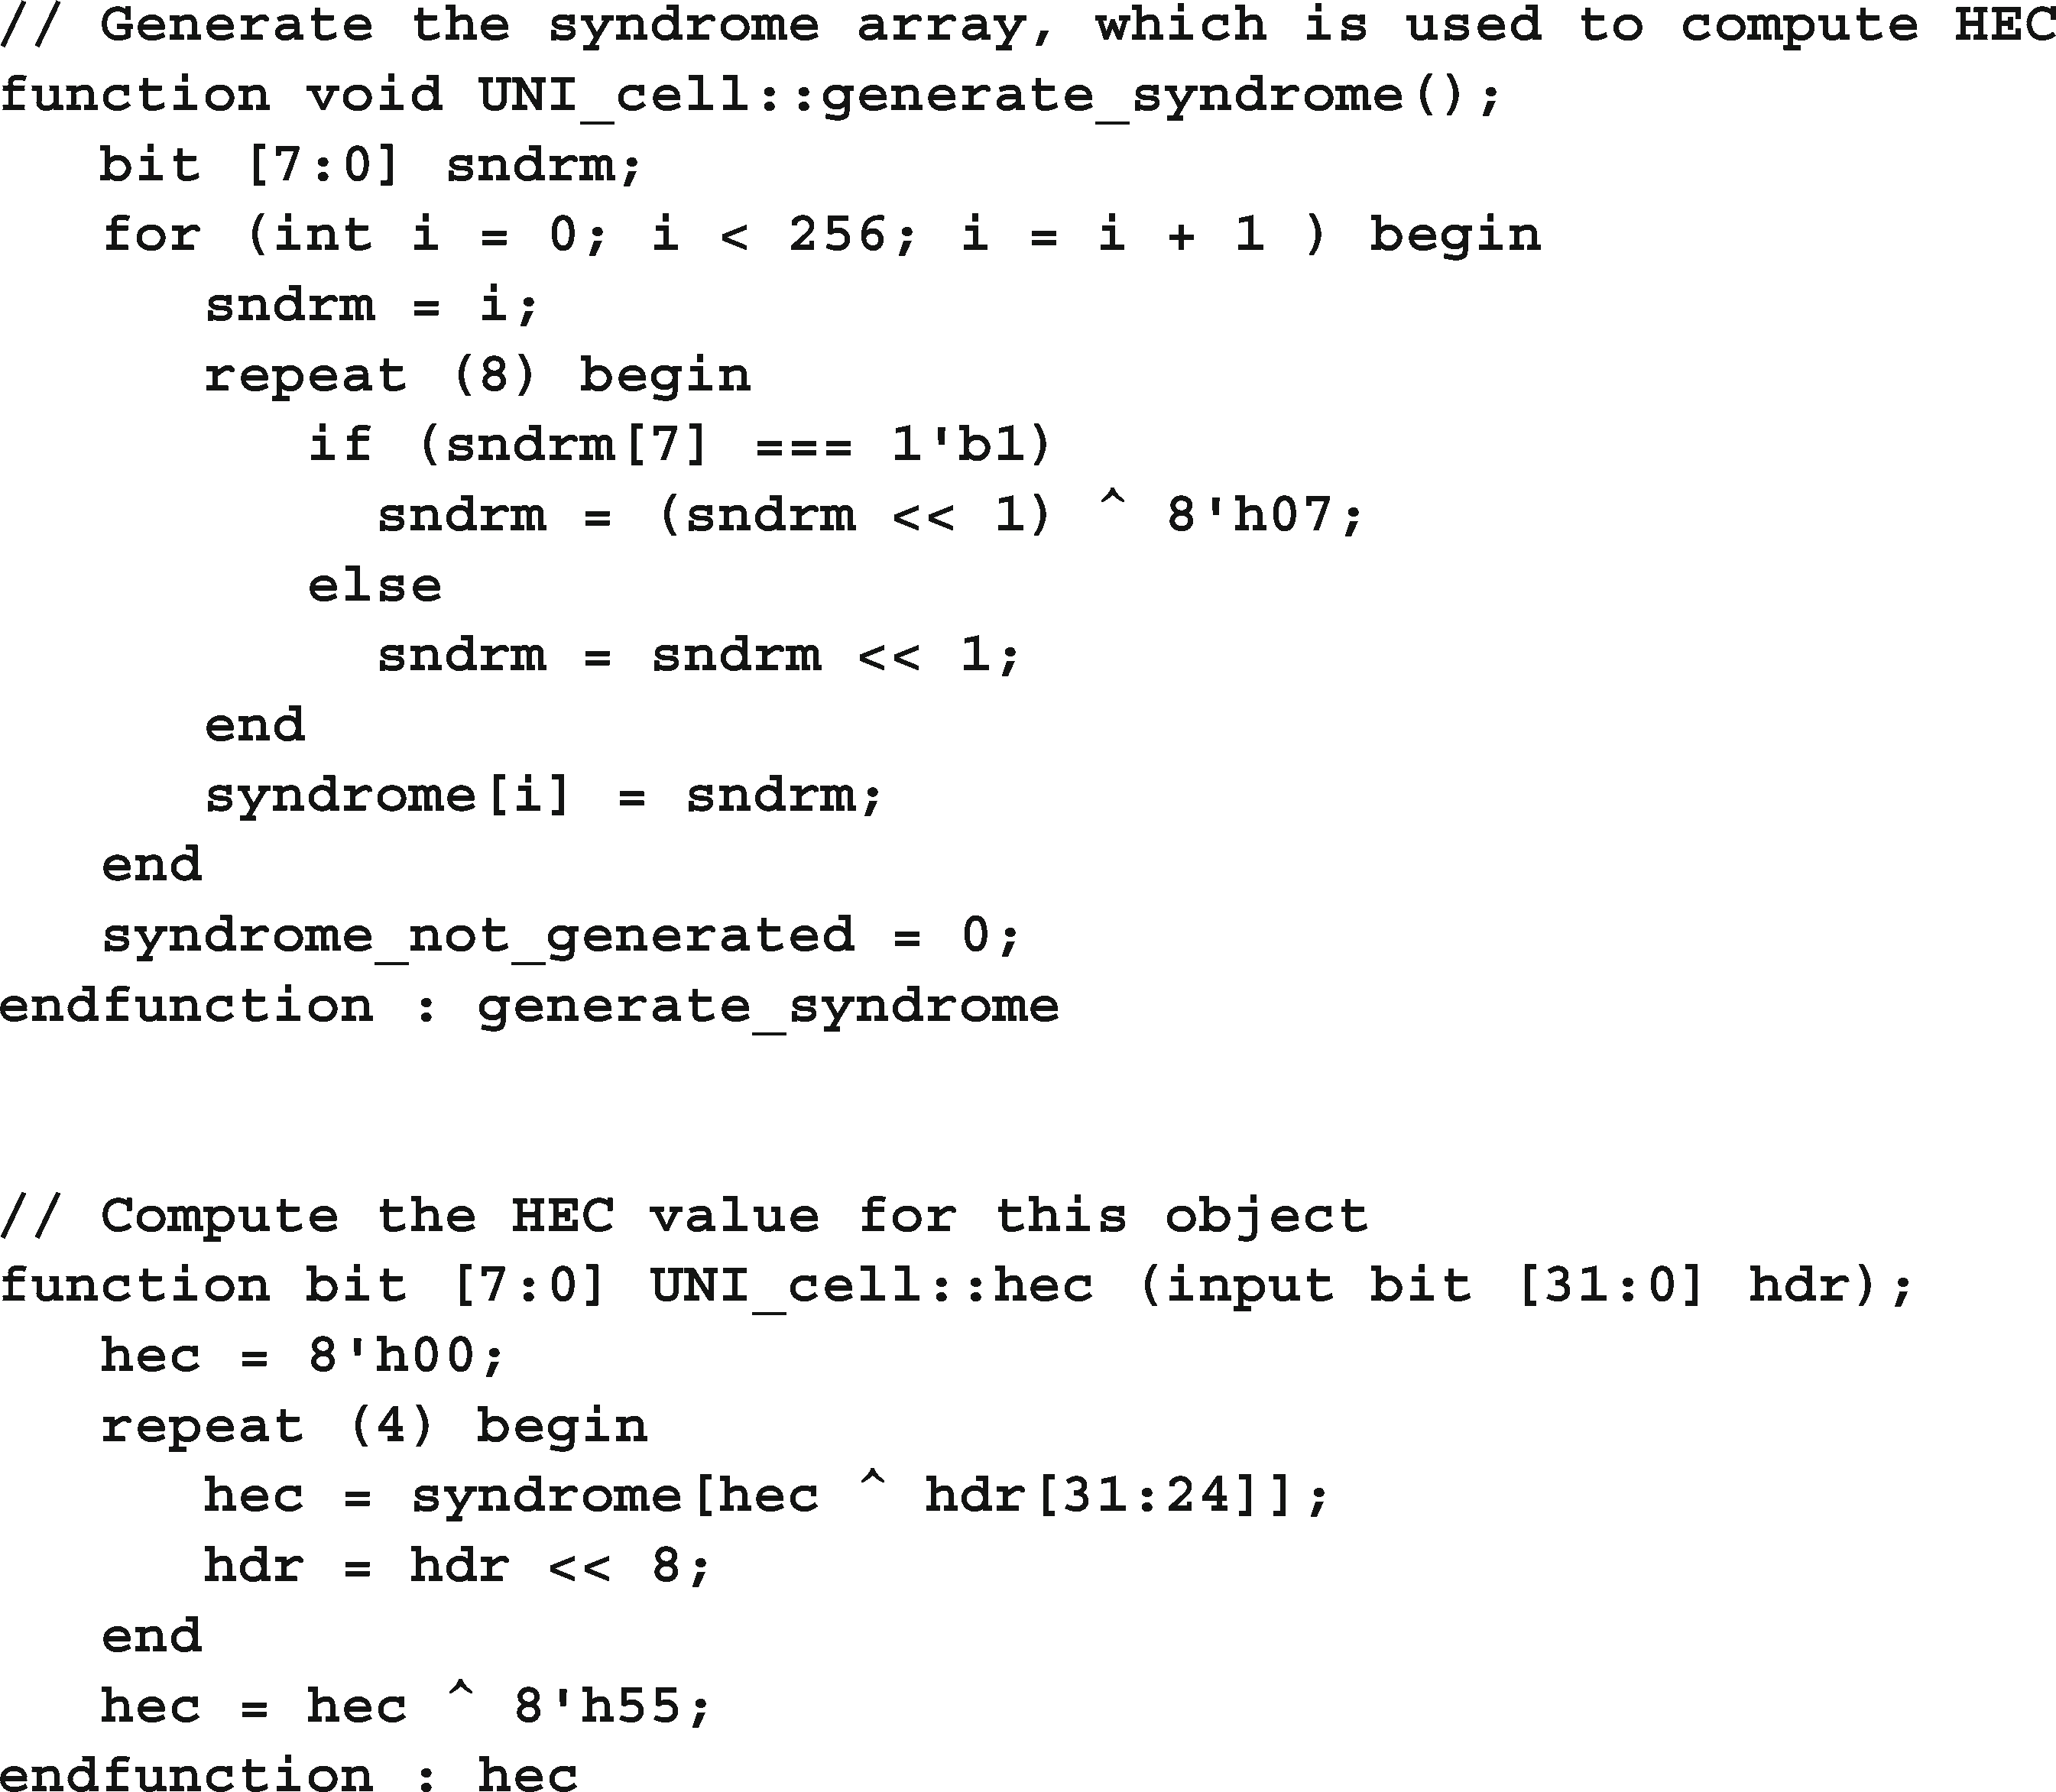 // Generate the syndrome array, which is used to compute HEC
function void UNI_cell::generate_syndrome();
   bit [7:0] sndrm;
   for (int i = 0; i < 256; i = i + 1 ) begin
      sndrm = i;
      repeat (8) begin
         if (sndrm[7] === 1'b1)
           sndrm = (sndrm << 1) ^ 8'h07;
         else
           sndrm = sndrm << 1;
      end
      syndrome[i] = sndrm;
   end
   syndrome_not_generated = 0;
endfunction : generate_syndrome

// Compute the HEC value for this object
function bit [7:0] UNI_cell::hec (input bit [31:0] hdr);
   hec = 8'h00;
   repeat (4) begin
      hec = syndrome[hec ^ hdr[31:24]];
      hdr = hdr << 8;
   end
   hec = hec ^ 8'h55;
endfunction : hec